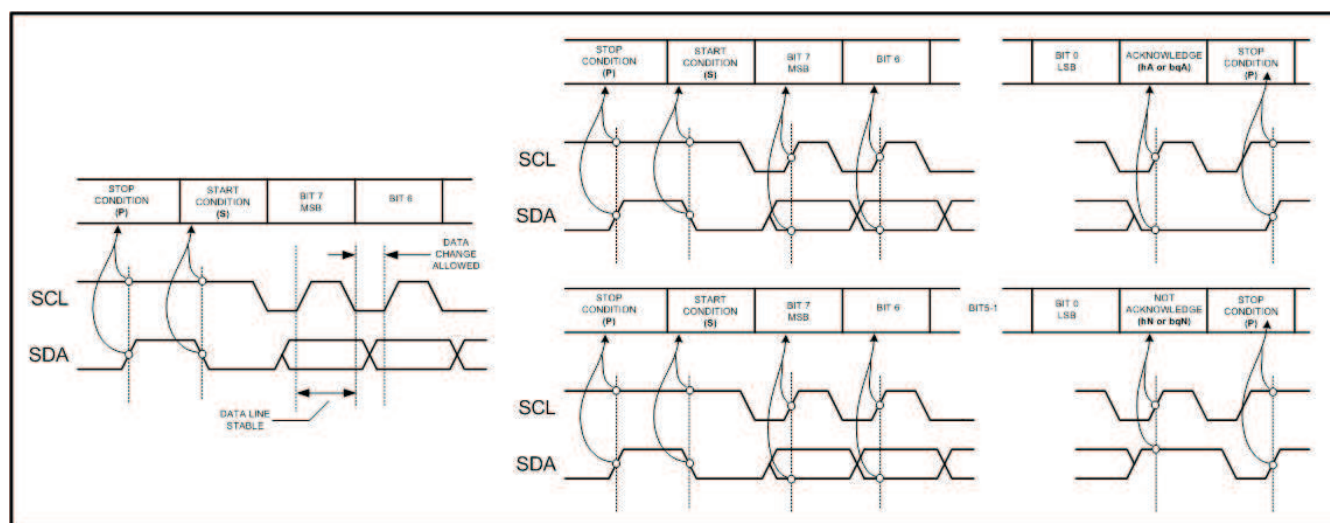 STOP
CONDITION
(P)
START
CONDITION
(S)
BIT 7
MSB
BIT 6
DATA
CHANGE
ALLOWED
SCL
SDA
DATA LINE
STABLE
STOP
CONDITION
(P)
START
CONDITION
(S)
BIT 7
MSB
BIT 6
BIT 0
LSB
ACKNOWLEDGE
(hA or bqA)
STOP
CONDITION
(P)
SCL
SDA
STOP
CONDITION
(P)
START
CONDITION
(S)
BIT 7
MSB
BIT 6
BIT5-1
BIT 0
LSB
NOT
ACKNOWLEDGE
(hN or bqN)
STOP
CONDITION
(P)
SCL
SDA